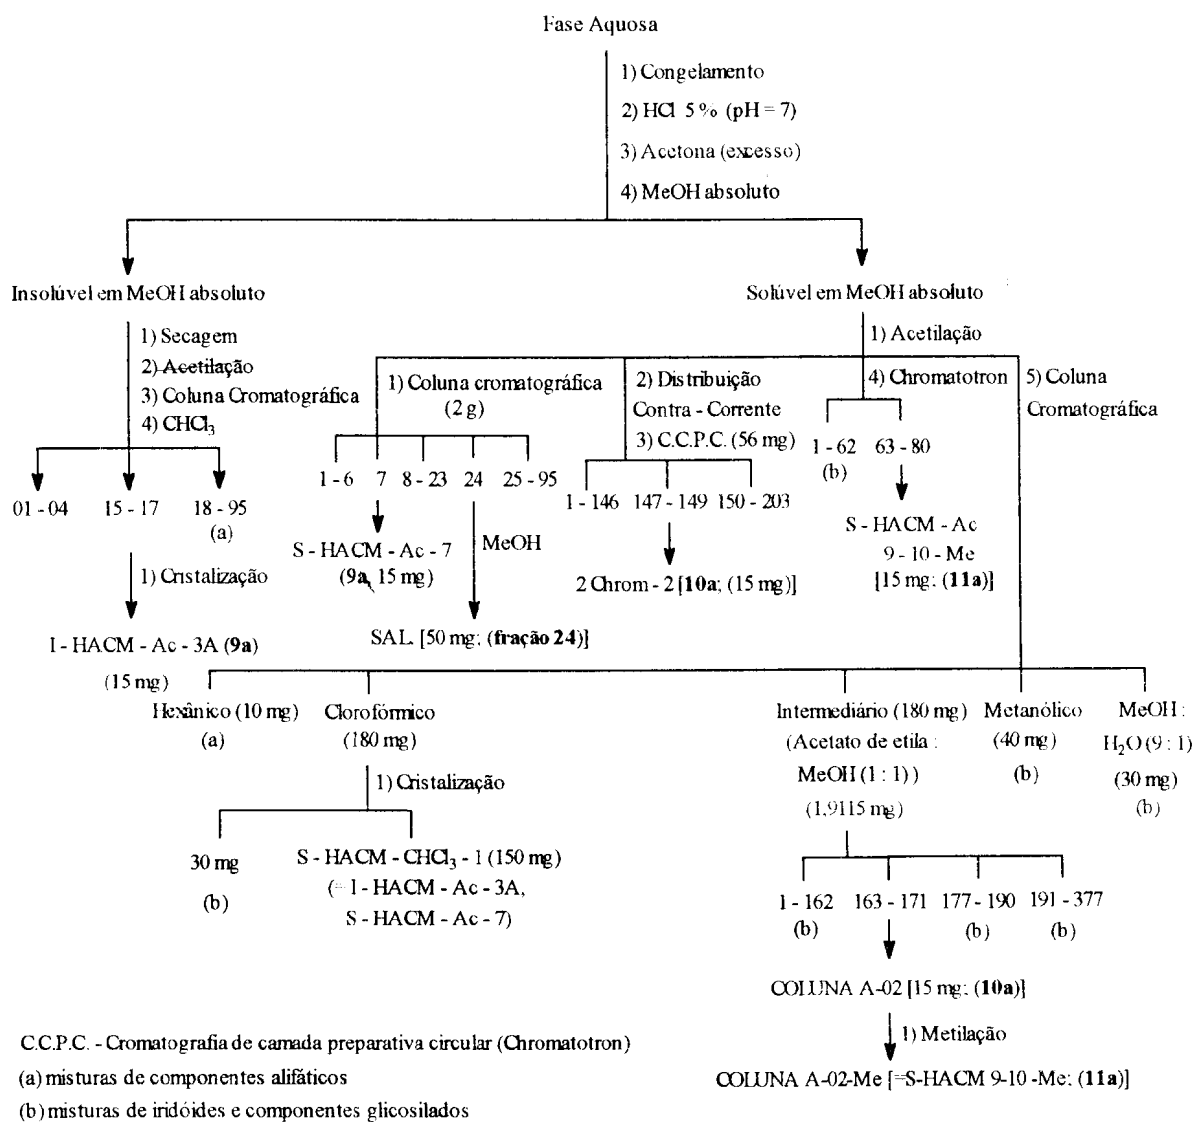 Fase Aquosa
1) Congelamento
2) HCl 5% (pH = 7)
3) Acetona (excesso)
4) MeOH absoluto
Insolúvel em MeOH absoluto
1) Secagem
2) Acetilação
3) Coluna Cromatográfica
4) CHCl₃
01 - 04 15 - 17 18 - 95
(a)
1) Cristalização
I - HACM - Ac - 3A (9a)
(15 mg)
Solúvel em MeOH absoluto
1) Acetilação
1) Coluna cromatográfica
(2 g)
1 - 6 7 8 - 23 24 25 - 95
S - HACM - Ac - 7
(9a, 15 mg)
MeOH
SAL [50 mg; (fração 24)]
2) Distribuição
Contra - Corrente
3) C.C.P.C. (56 mg)
1 - 146 147 - 149 150 - 203
2 Chrom - 2 [10a; (15 mg)]
4) Chromatotron
1 - 62 63 - 80
(b)
S - HACM - Ac
9 - 10 - Me
[15 mg; (11a)]
5) Coluna
Cromatográfica
Hexânico (10 mg)
(a)
Clorofórmico
(180 mg)
1) Cristalização
30 mg
(b)
S - HACM - CHCl₃ - 1 (150 mg)
(= I - HACM - Ac - 3A,
S - HACM - Ac - 7)
Intermediário (180 mg)
(Acetato de etila :
MeOH (1 : 1) )
(1,9115 mg)
1 - 162 163 - 171 177 - 190 191 - 377
(b) (b) (b)
COLUNA A-02 [15 mg; (10a)]
1) Metilação
COLUNA A-02-Me [=S-HACM 9-10 -Me; (11a)]
Metanólico
(40 mg)
(b)
MeOH :
H₂O (9 : 1)
(30 mg)
(b)
C.C.P.C. - Cromatografia de camada preparativa circular (Chromatotron)
(a) misturas de componentes alifáticos
(b) misturas de iridóides e componentes glicosilados